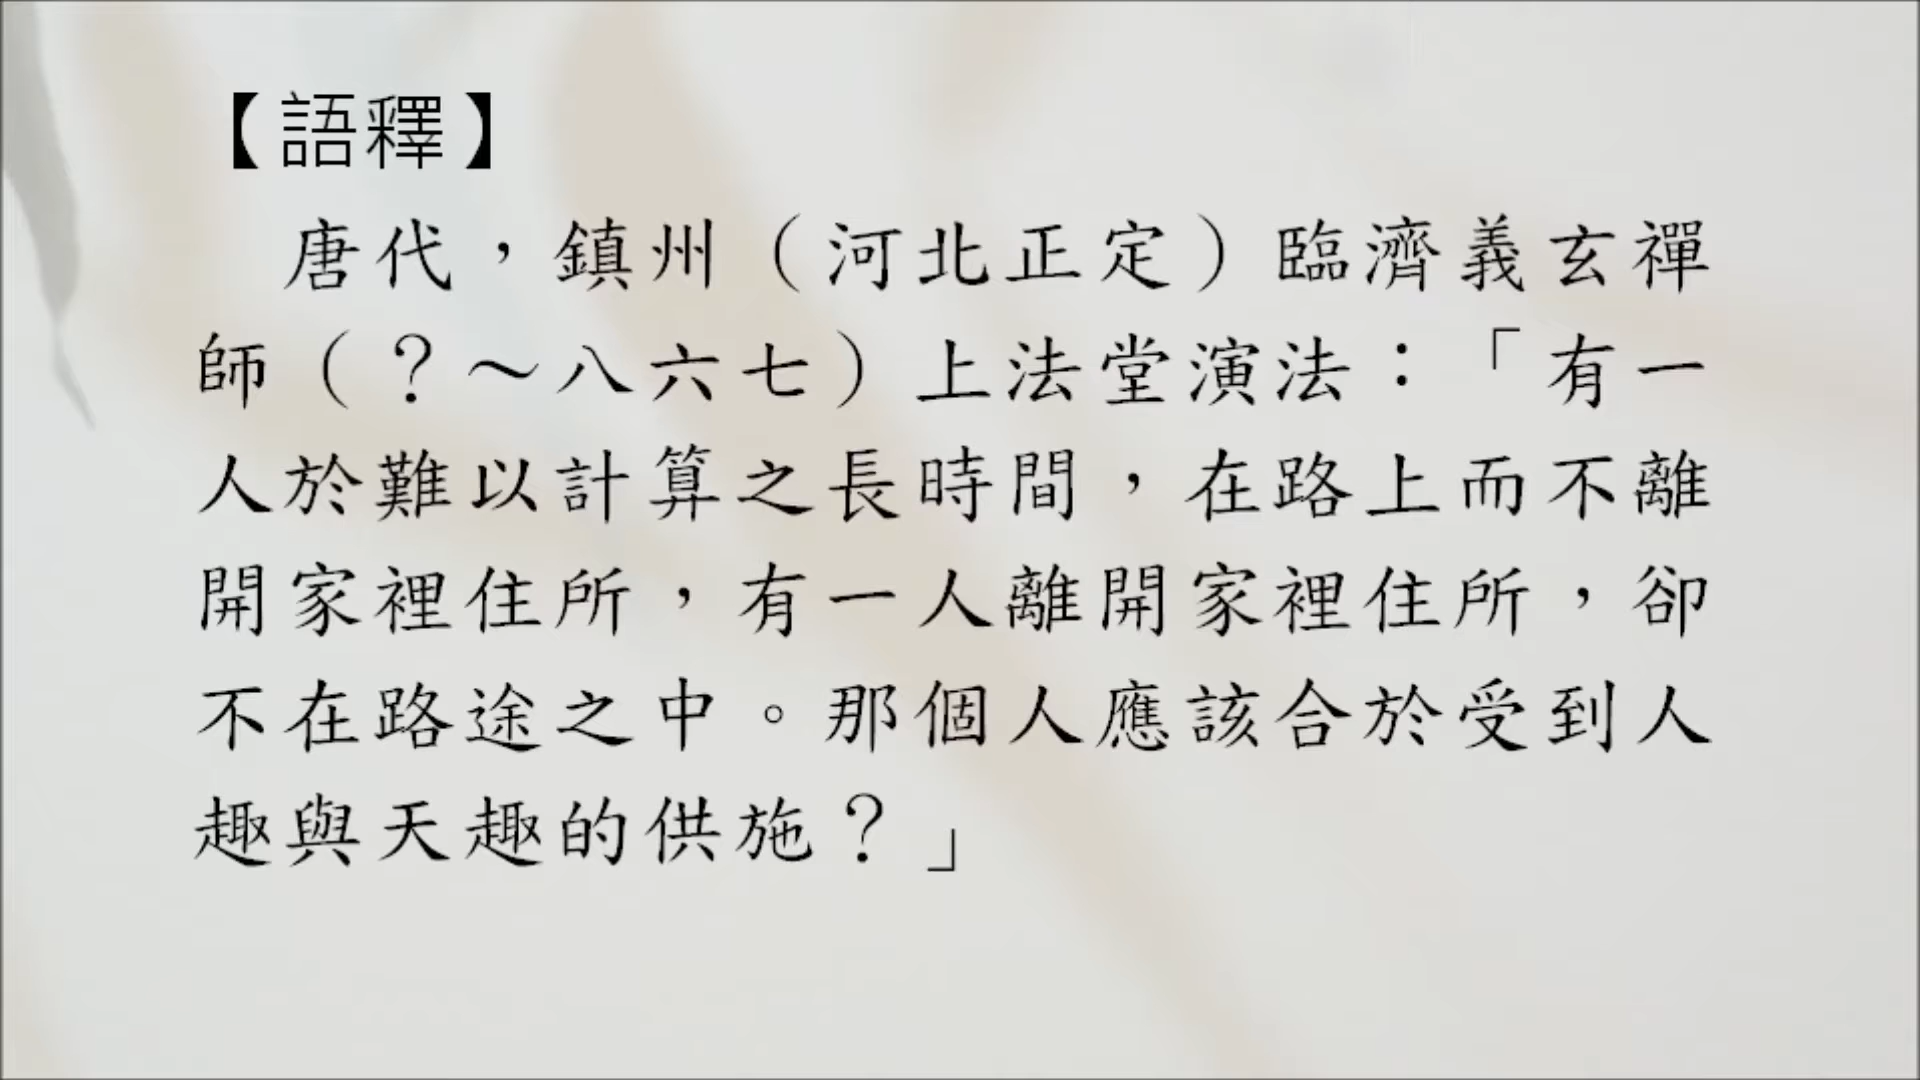 【語釋】
唐代，鎮州（河北正定）臨濟義玄禪
師（？～八六七）上法堂演法：「有一
人於難以計算之長時間，在路上而不離
開家裡住所，有一人離開家裡住所，卻
不在路途之中。那個人應該合於受到人
趣與天趣的供施？」